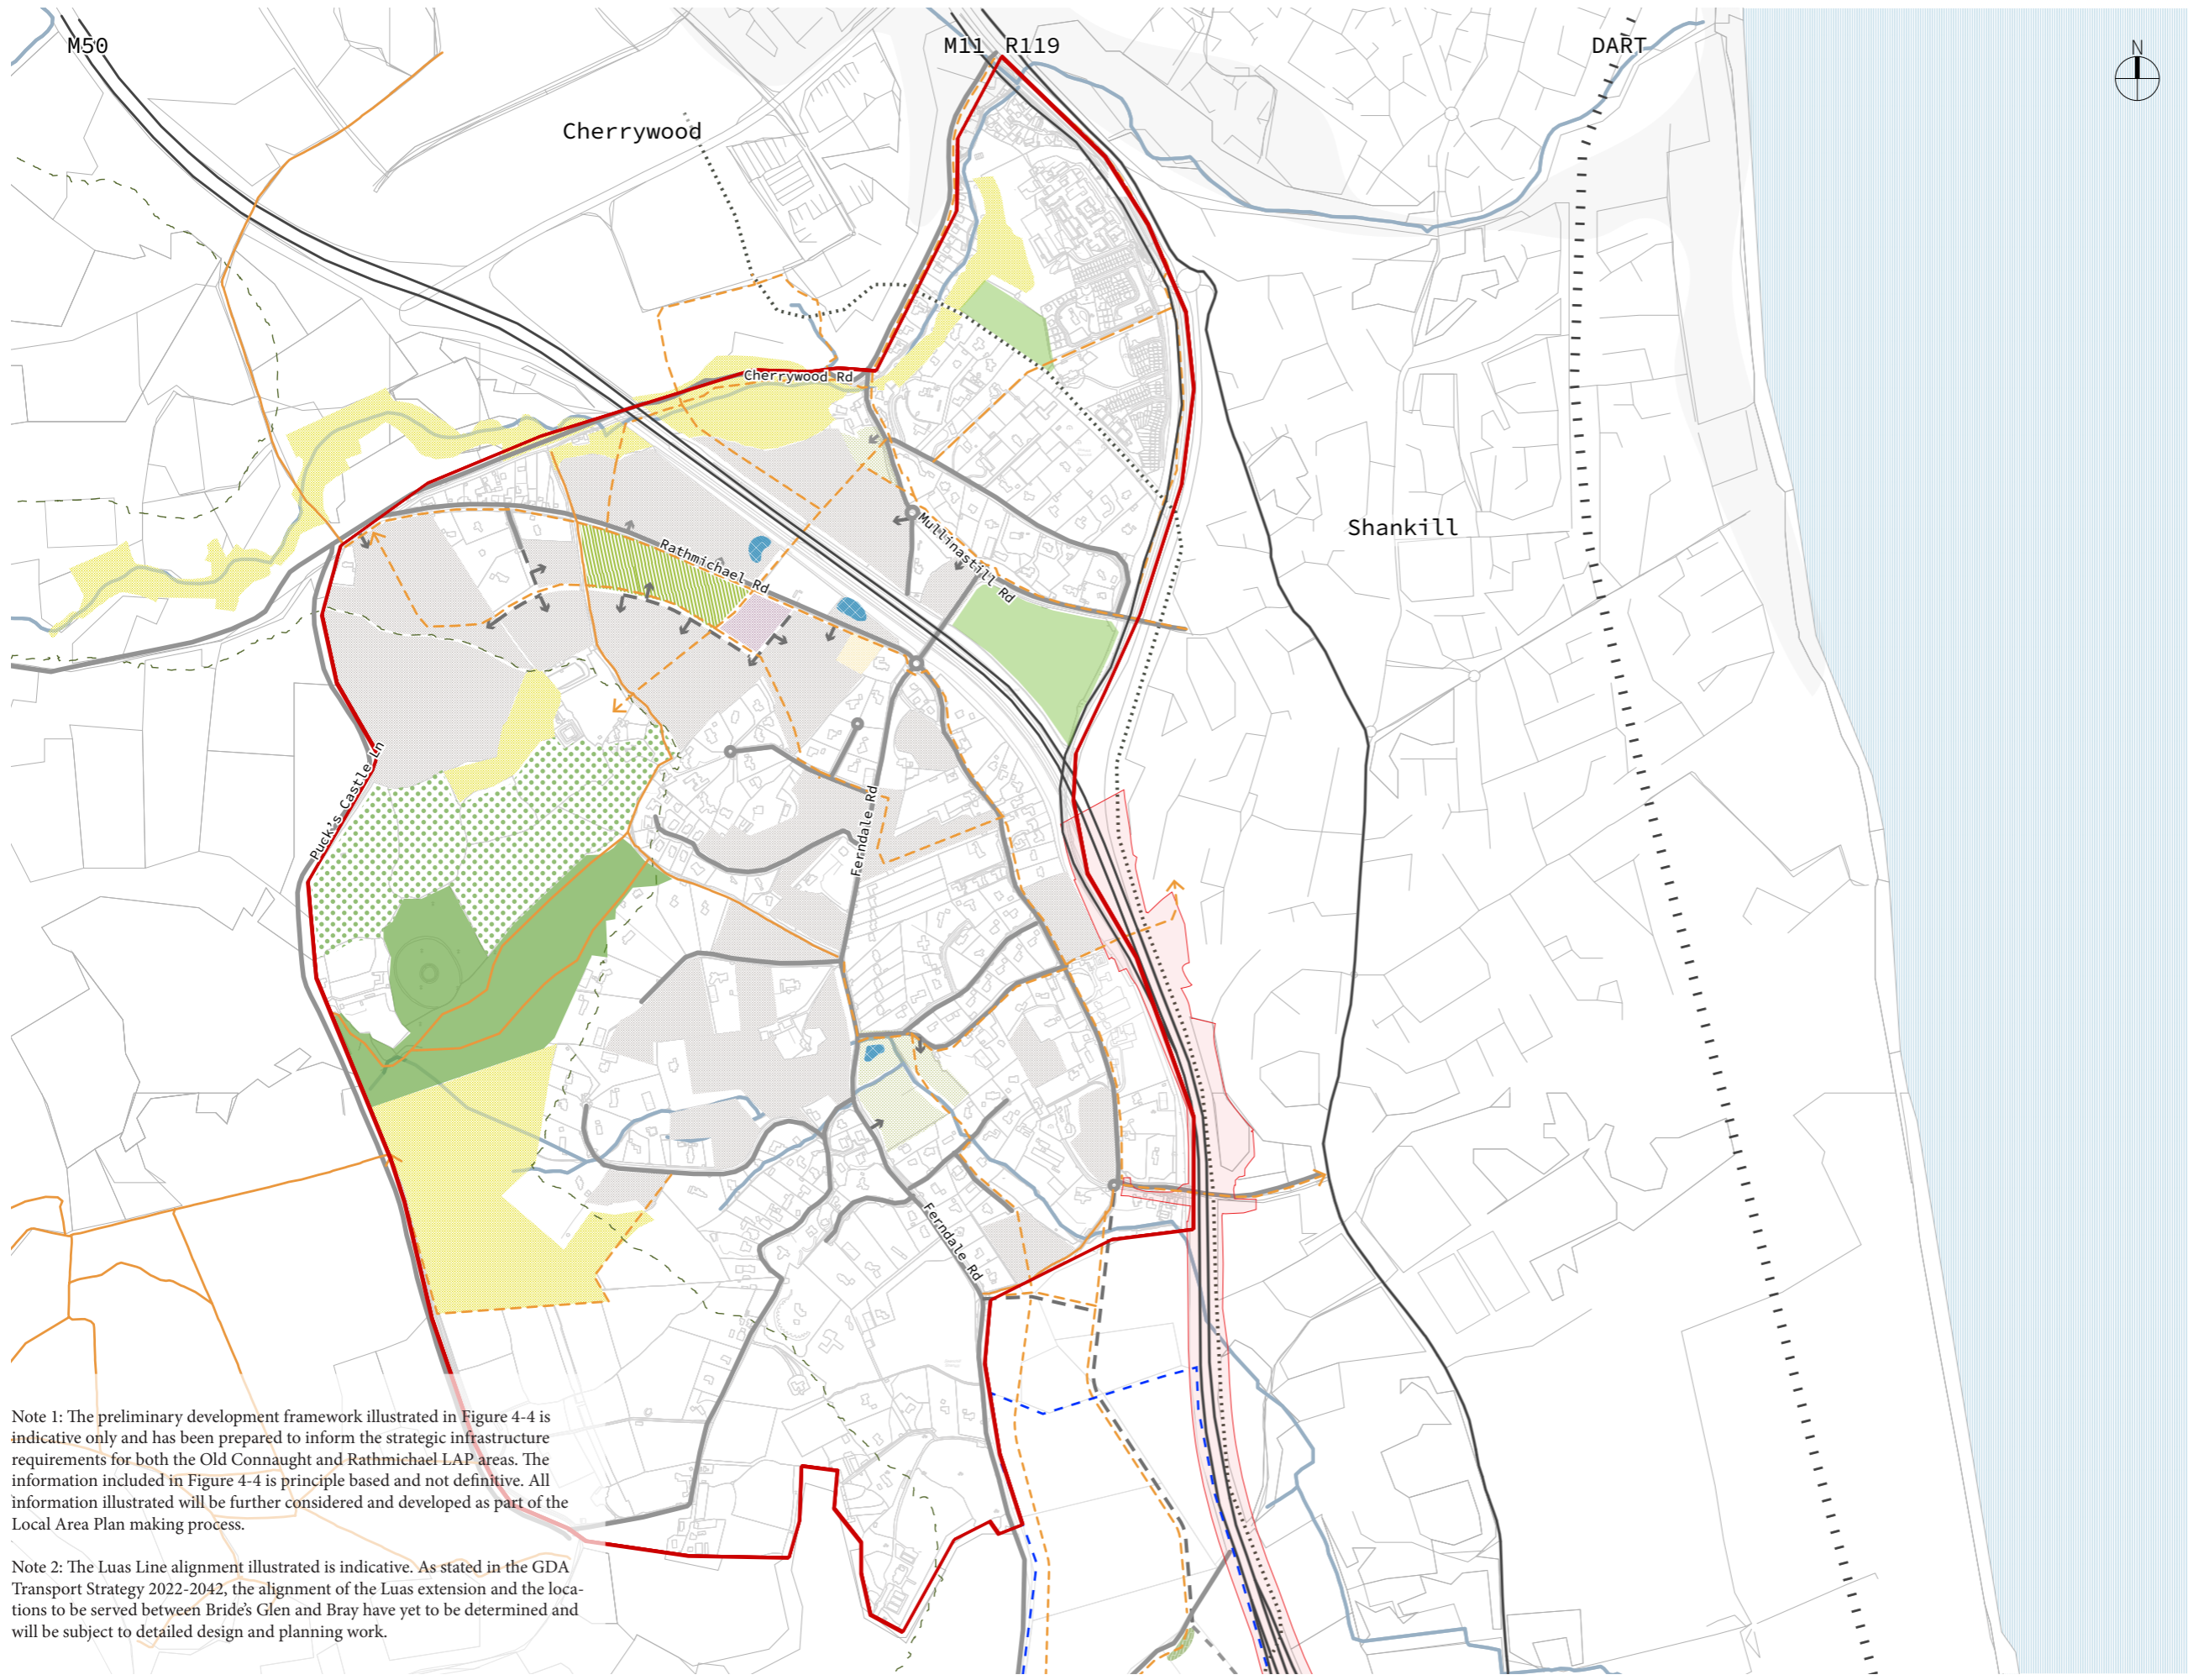 M50
M11
R119
DART
N
Cherrywood
Cherrywood Rd
Shankill
Mullinastill Rd
Rathmichael Rd
Puck's Castle Ln
Ferndale Rd
Ferndale Rd
Note 1: The preliminary development framework illustrated in Figure 4-4 is
indicative only and has been prepared to inform the strategic infrastructure
requirements for both the Old Connaught and Rathmichael LAP areas. The
information included in Figure 4-4 is principle based and not definitive. All
information illustrated will be further considered and developed as part of the
Local Area Plan making process.
Note 2: The Luas Line alignment illustrated is indicative. As stated in the GDA
Transport Strategy 2022-2042, the alignment of the Luas extension and the loca-
tions to be served between Bride's Glen and Bray have yet to be determined and
will be subject to detailed design and planning work.